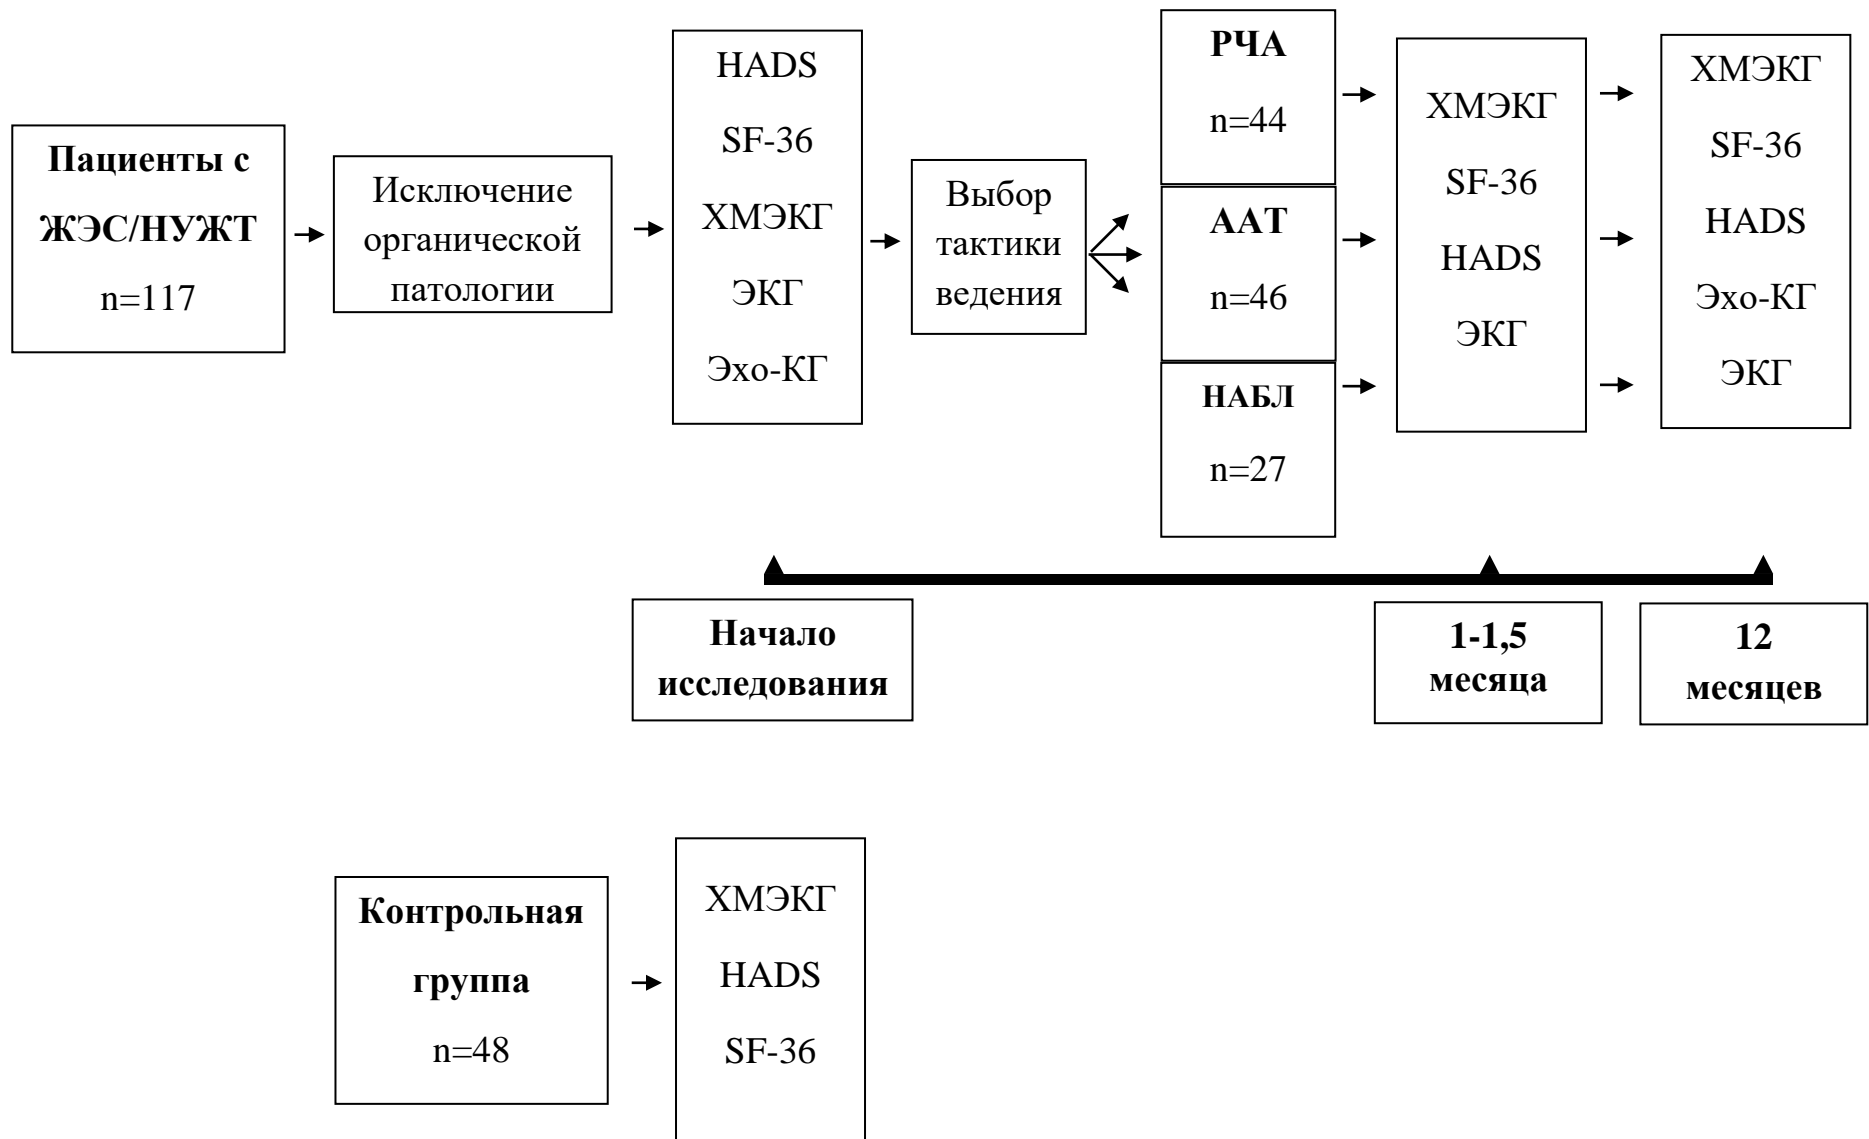 Пациенты с
ЖЭС/НУЖТ
n=117
Исключение
органической
патологии
HADS
SF-36
ХМЭКГ
ЭКГ
Эхо-КГ
Выбор
тактики
ведения
РЧА
n=44
ААТ
n=46
НАБЛ
n=27
ХМЭКГ
SF-36
HADS
ЭКГ
ХМЭКГ
SF-36
HADS
Эхо-КГ
ЭКГ
Начало
исследования
1-1,5
месяца
12
месяцев
Контрольная
группа
n=48
ХМЭКГ
HADS
SF-36